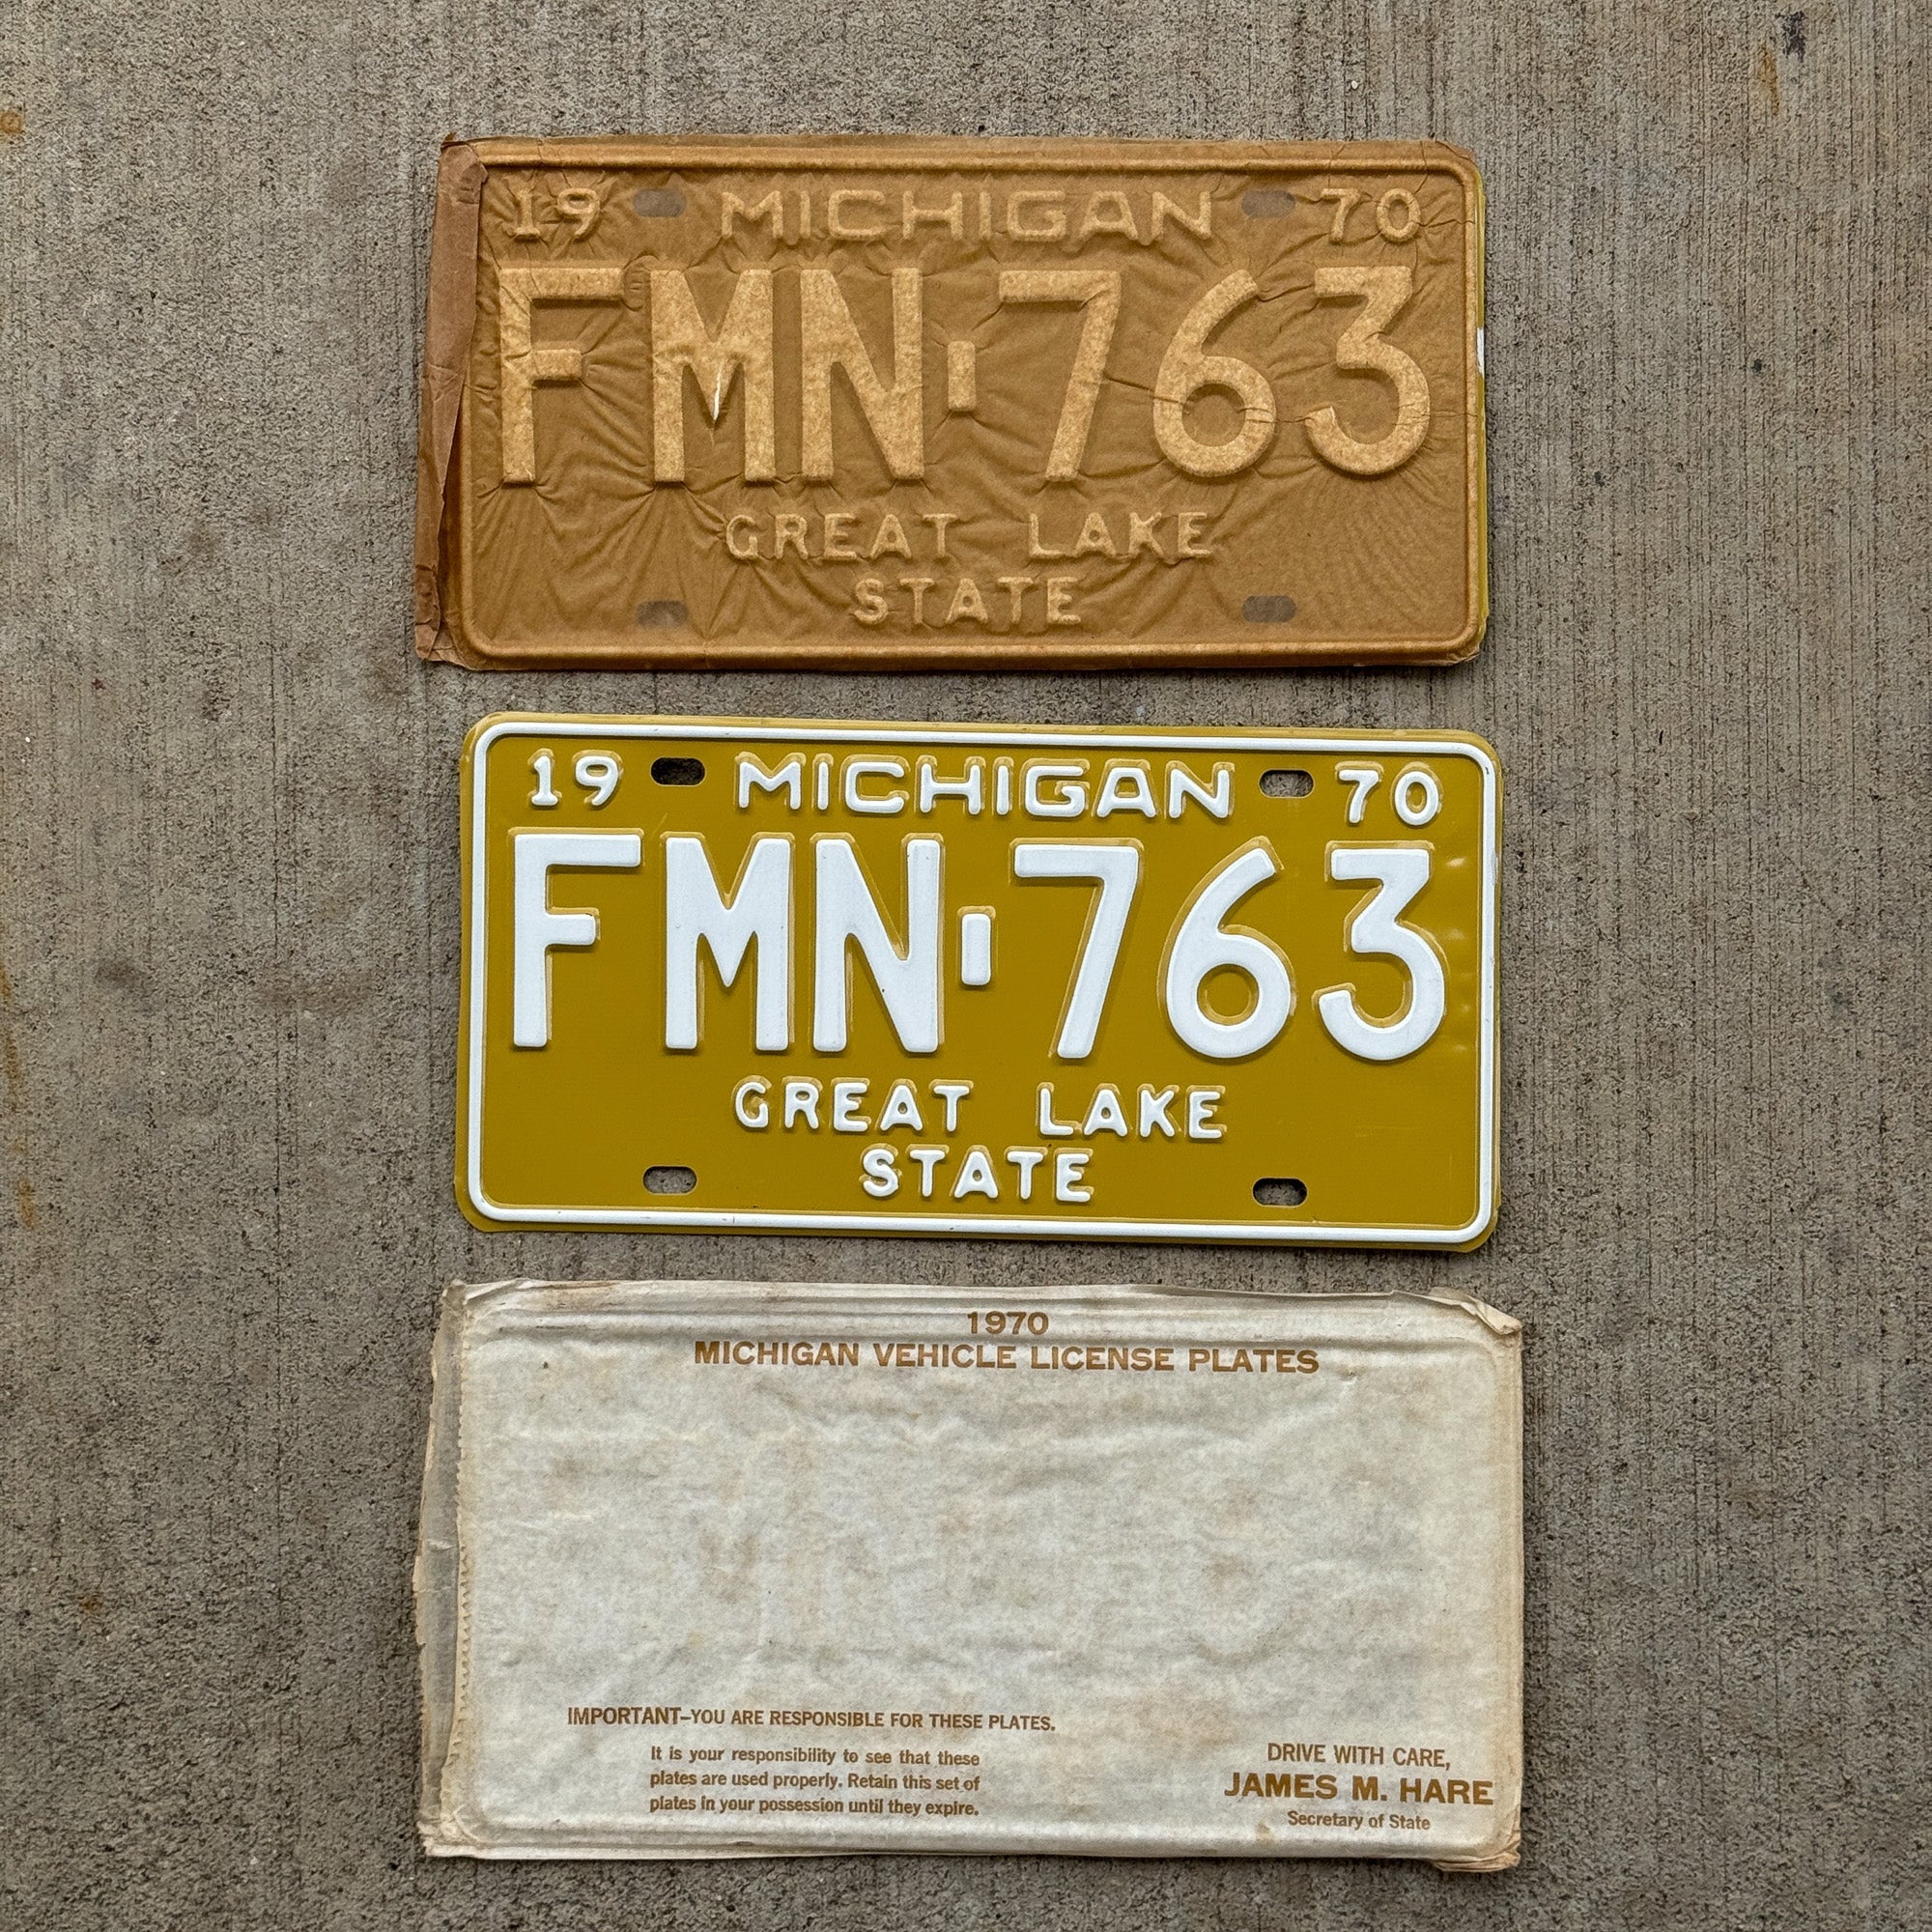 19 MICHIGAN 70
FMN-763
GREAT LAKE
STATE
19 MICHIGAN 70
FMN-763
GREAT LAKE
STATE
1970
MICHIGAN VEHICLE LICENSE PLATES
IMPORTANT–YOU ARE RESPONSIBLE FOR THESE PLATES.
It is your responsibility to see that these
plates are used properly. Retain this set of
plates in your possession until they expire.
DRIVE WITH CARE,
JAMES M. HARE
Secretary of State